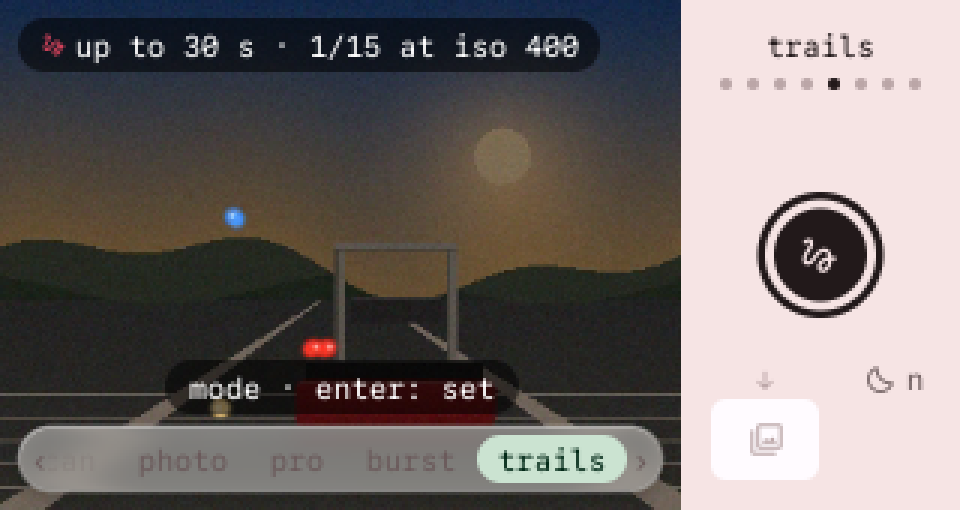 up to 30 s · 1/15 at iso 400
trails
mode · enter: set
n
‹ photo pro burst trails ›